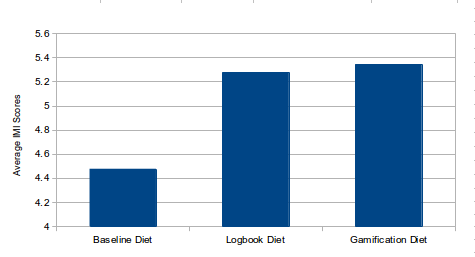 5.6
5.4
5.2
5
4.8
4.6
4.4
4.2
4
Average IMI Scores
Baseline Diet
Logbook Diet
Gamification Diet